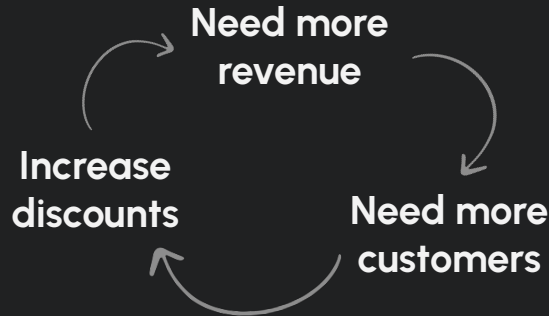 Need more
revenue
Need more
customers
Increase
discounts